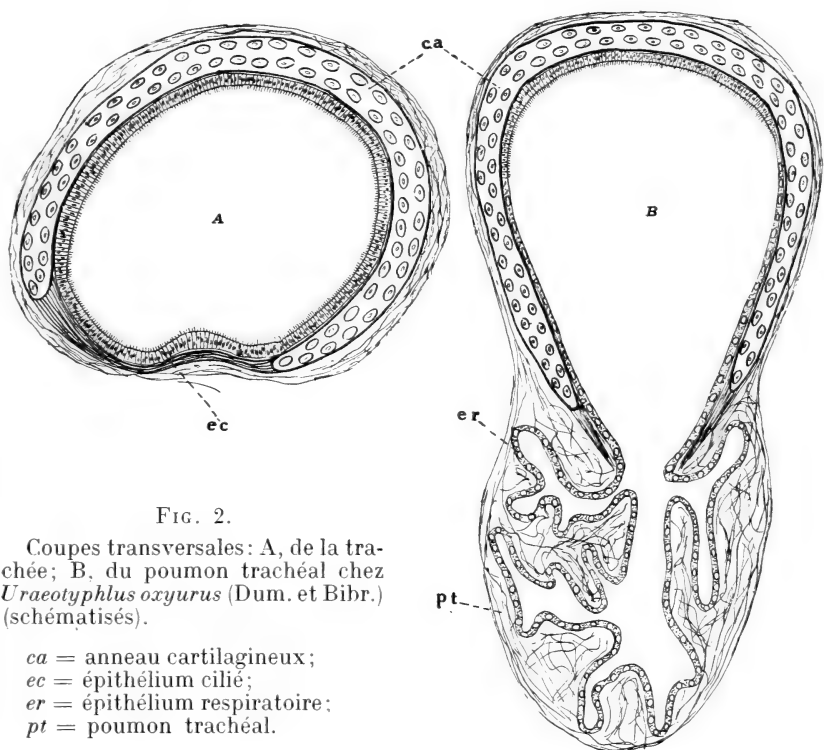 ca
A
B
ec
er
pt
FIG. 2.
Coupes transversales: A, de la tra-
chée; B, du poumon trachéal chez
Uraeotyphlus oxyurus (Dum. et Bibr.)
(schématisés).
ca = anneau cartilagineux;
ec = épithélium cilié;
er = épithélium respiratoire;
pt = poumon trachéal.